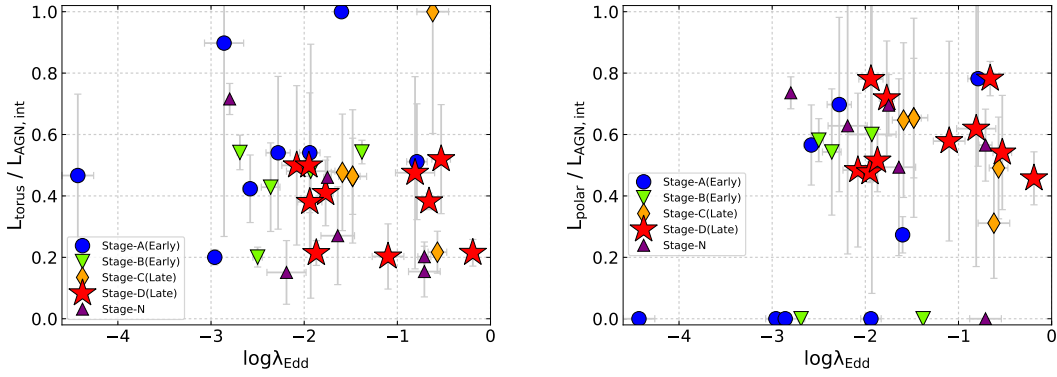 L_torus / L_AGN, int
1.0
0.8
0.6
0.4
0.2
0.0
Stage-A(Early)
Stage-B(Early)
Stage-C(Late)
Stage-D(Late)
Stage-N
−4 −3 −2 −1 0
logλ_Edd
L_polar / L_AGN, int
1.0
0.8
0.6
0.4
0.2
0.0
Stage-A(Early)
Stage-B(Early)
Stage-C(Late)
Stage-D(Late)
Stage-N
−4 −3 −2 −1 0
logλ_Edd